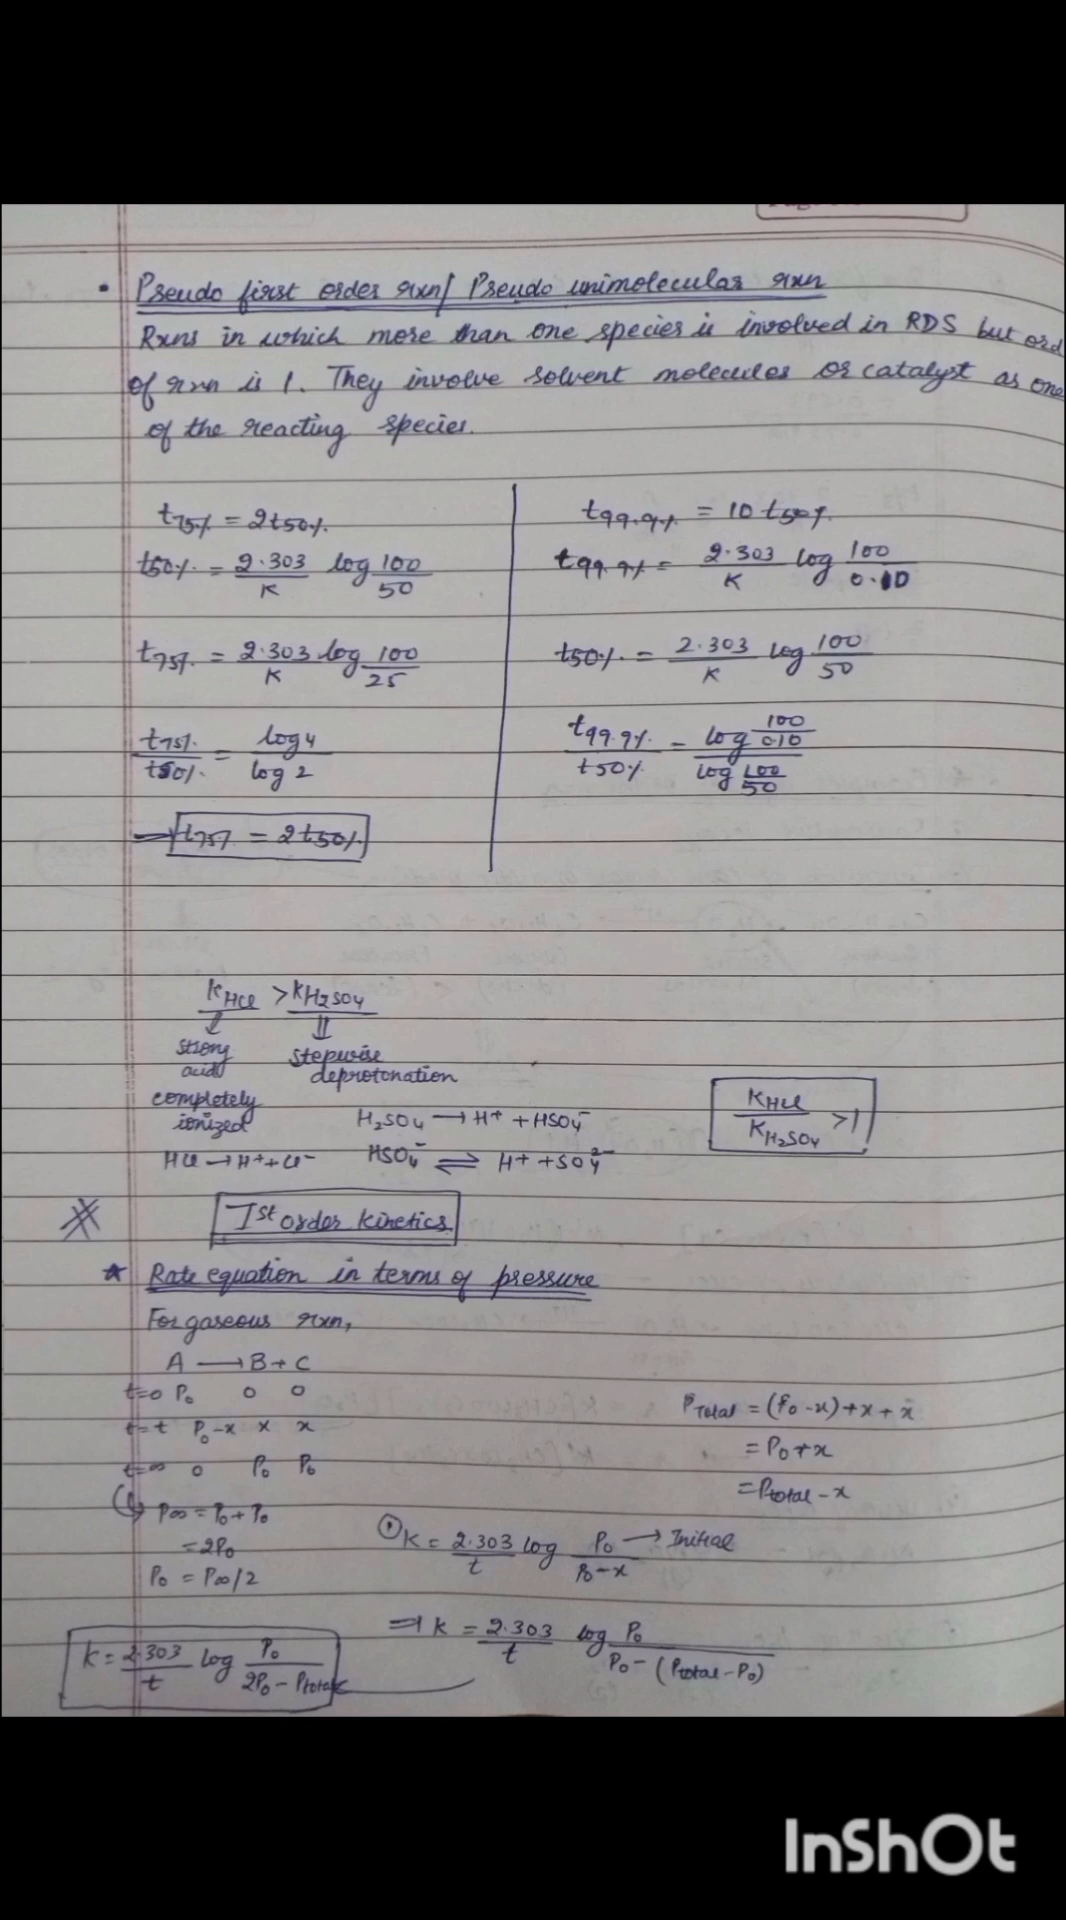 • Pseudo first order rxn/ Pseudo unimolecular rxn
Rxns in which more than one species is involved in RDS but ord
of rxn is 1. They involve solvent molecules or catalyst as one
of the reacting species.
t75% = 2t50%
t50% = 2.303/K log 100/50
t75% = 2.303/K log 100/25
t75%/t50% = log 4/log 2
→ t75% = 2t50%
t99.9% = 10 t50%
t99.9% = 2.303/K log 100/0.10
t50% = 2.303/K log 100/50
t99.9%/t50% = log 100/0.10 / log 100/50
KHCl > KH2SO4
strong
acid
completely
ionized
HCl → H+ + Cl-
stepwise
deprotonation
H2SO4 → H+ + HSO4-
HSO4- ⇌ H+ + SO4 2-
KHCl/KH2SO4 > 1
Ist order kinetics
★ Rate equation in terms of pressure
For gaseous rxn,
A → B + C
t=0 P0 0 0
t=t P0-x x x
t=∞ 0 P0 P0
P∞ = P0 + P0
= 2P0
P0 = P∞/2
PTotal = (P0-x)+x+x
= P0+x
= Ptotal - x
K = 2.303/t log P0/P0-x → Initial
⇒ K = 2.303/t log P0/P0-(Ptotal-P0)
K = 2.303/t log P0/2P0-Ptotal
InShOt